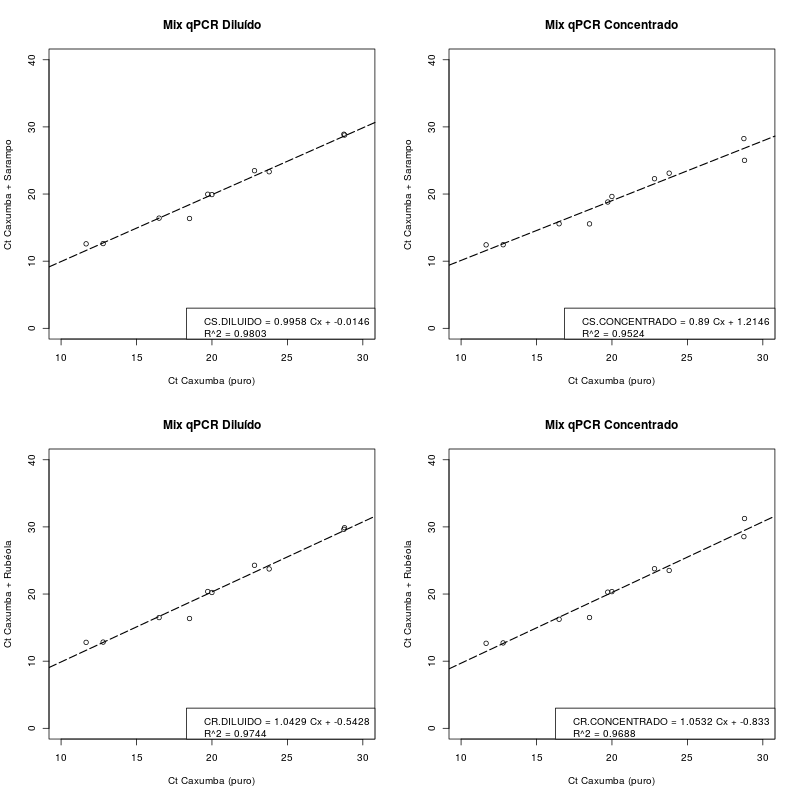 Mix qPCR Diluído
Ct Caxumba + Sarampo
40
30
20
10
0
CS.DILUIDO = 0.9958 Cx + -0.0146
R^2 = 0.9803
10 15 20 25 30
Ct Caxumba (puro)
Mix qPCR Concentrado
Ct Caxumba + Sarampo
40
30
20
10
0
CS.CONCENTRADO = 0.89 Cx + 1.2146
R^2 = 0.9524
10 15 20 25 30
Ct Caxumba (puro)
Mix qPCR Diluído
Ct Caxumba + Rubéola
40
30
20
10
0
CR.DILUIDO = 1.0429 Cx + -0.5428
R^2 = 0.9744
10 15 20 25 30
Ct Caxumba (puro)
Mix qPCR Concentrado
Ct Caxumba + Rubéola
40
30
20
10
0
CR.CONCENTRADO = 1.0532 Cx + -0.833
R^2 = 0.9688
10 15 20 25 30
Ct Caxumba (puro)